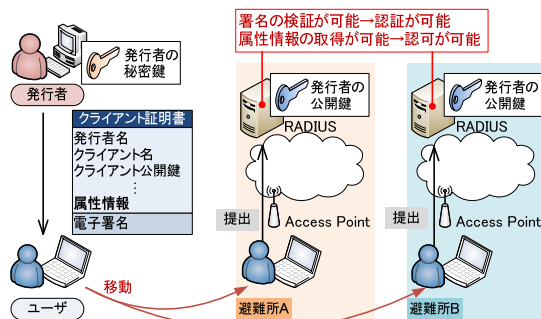 署名の検証が可能→認証が可能
属性情報の取得が可能→認可が可能
発行者の
秘密鍵
発行者
クライアント証明書
発行者名
クライアント名
クライアント公開鍵
⋮
属性情報
電子署名
ユーザ
移動
発行者の
公開鍵
RADIUS
提出
Access Point
避難所A
発行者の
公開鍵
RADIUS
提出
Access Point
避難所B